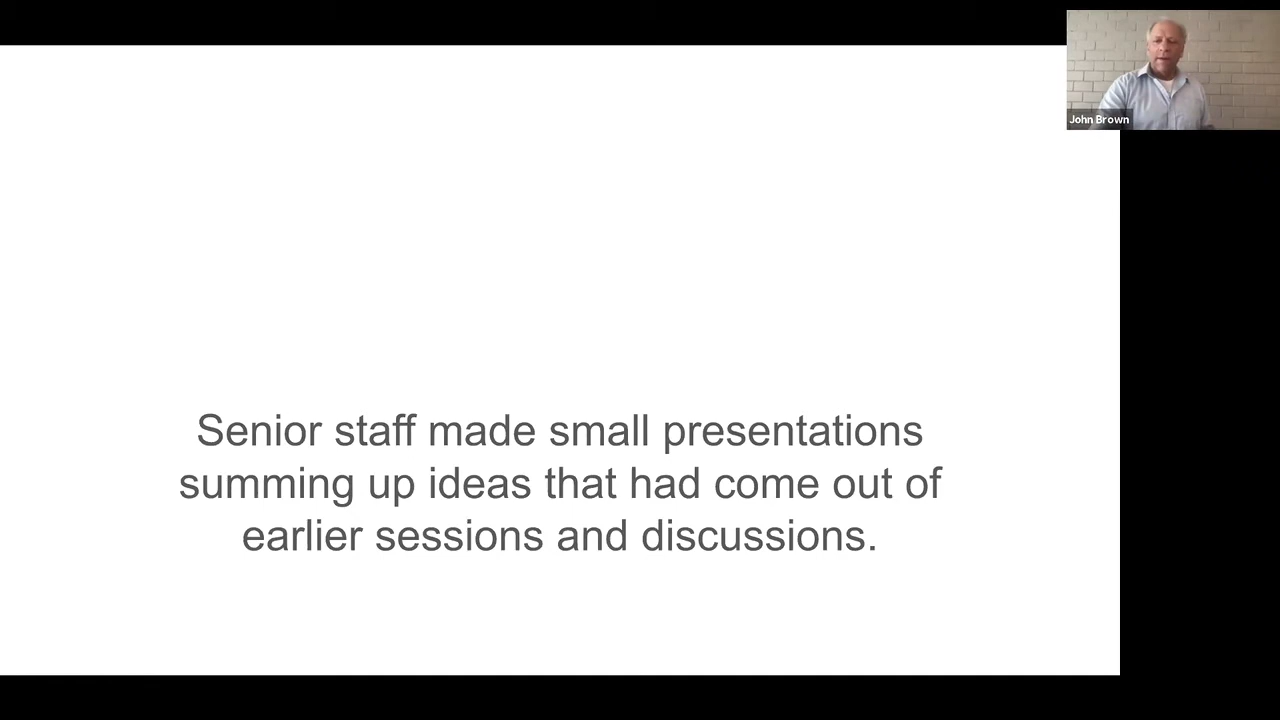 John Brown
Senior staff made small presentations
summing up ideas that had come out of
earlier sessions and discussions.